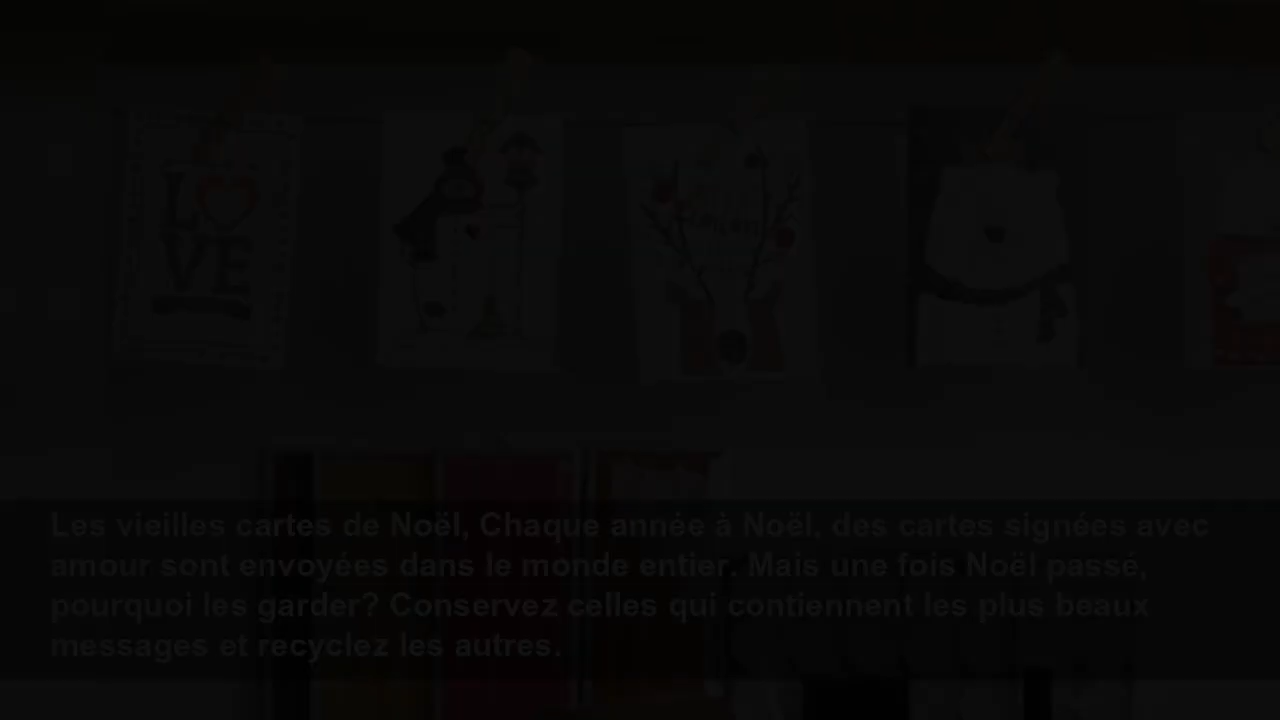 LOVE
Les vieilles cartes de Noël, Chaque année à Noël, des cartes signées avec
amour sont envoyées dans le monde entier. Mais une fois Noël passé,
pourquoi les garder? Conservez celles qui contiennent les plus beaux
messages et recyclez les autres.